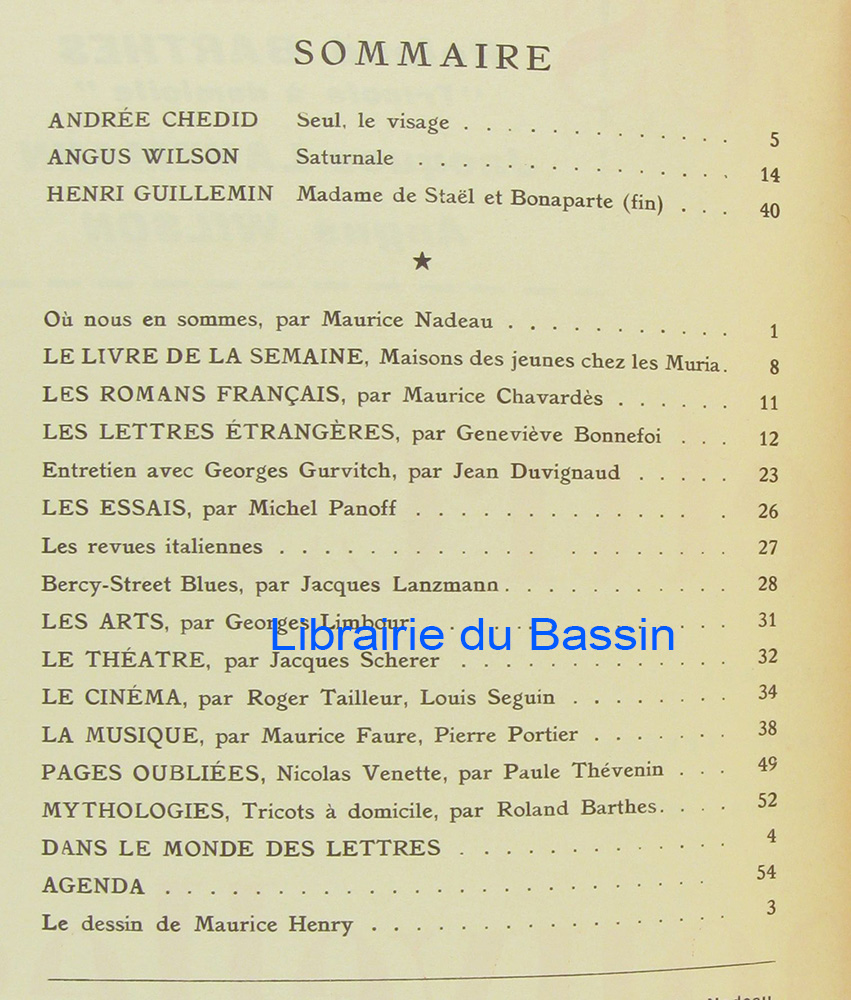 SOMMAIRE
ANDRÉE CHEDID Seul, le visage . . . . . . . . . . . . . 5
ANGUS WILSON Saturnale . . . . . . . . . . . . . . . 14
HENRI GUILLEMIN Madame de Staël et Bonaparte (fin) . . . 40
★
Où nous en sommes, par Maurice Nadeau . . . . . . . . . . . 1
LE LIVRE DE LA SEMAINE, Maisons des jeunes chez les Muria. 8
LES ROMANS FRANÇAIS, par Maurice Chavardès . . . . . . 11
LES LETTRES ÉTRANGÈRES, par Geneviève Bonnefoi . . . 12
Entretien avec Georges Gurvitch, par Jean Duvignaud . . . . . 23
LES ESSAIS, par Michel Panoff . . . . . . . . . . . . . . 26
Les revues italiennes . . . . . . . . . . . . . . . 27
Bercy-Street Blues, par Jacques Lanzmann . . . . . . . . . . . 28
LES ARTS, par Georges Limbour . . . . . . . . . . . 31
Librairie du Bassin
LE THÉATRE, par Jacques Scherer . . . . . . . . . . . . 32
LE CINÉMA, par Roger Tailleur, Louis Seguin . . . . . . . . 34
LA MUSIQUE, par Maurice Faure, Pierre Portier . . . . . . . 38
PAGES OUBLIÉES, Nicolas Venette, par Paule Thévenin . . . 49
MYTHOLOGIES, Tricots à domicile, par Roland Barthes. . . . 52
DANS LE MONDE DES LETTRES . . . . . . . . . . . . 4
AGENDA . . . . . . . . . . . . . . . . . . . . . . 54
Le dessin de Maurice Henry . . . . . . . . . . . . . . . . 3